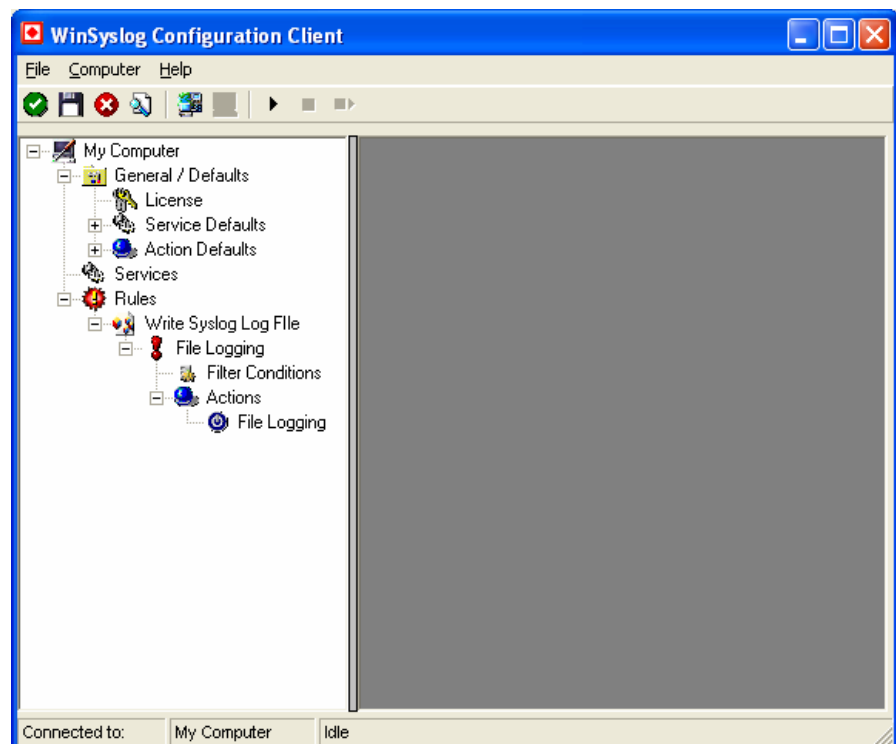 WinSyslog Configuration Client
File Computer Help
My Computer
General / Defaults
License
Service Defaults
Action Defaults
Services
Rules
Write Syslog Log FIle
File Logging
Filter Conditions
Actions
File Logging
Connected to: My Computer Idle